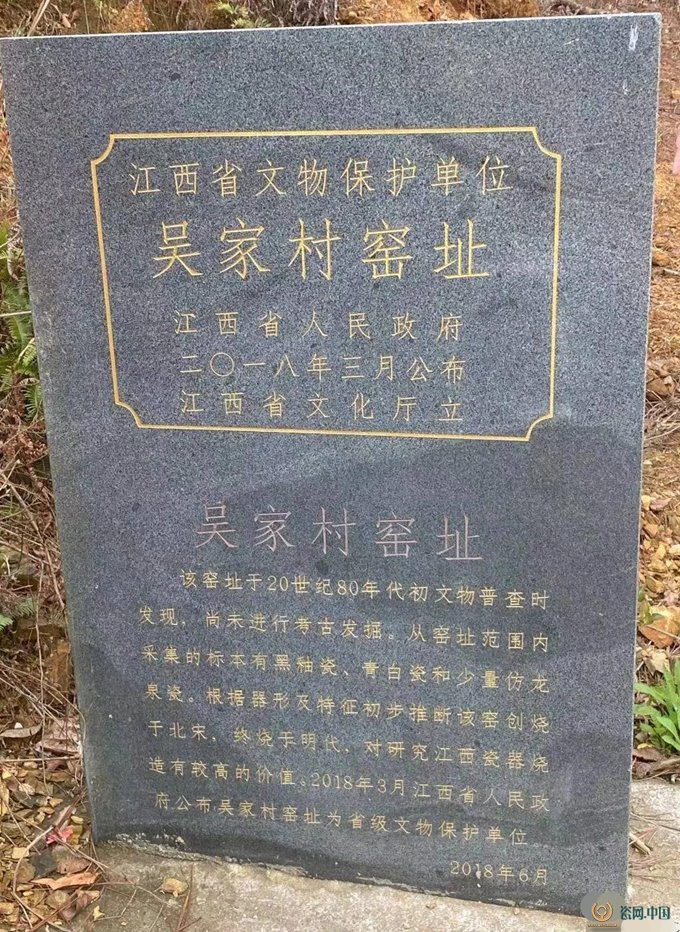 江西省文物保护单位
吴家村窑址
江西省人民政府
二〇一八年三月公布
江西省文化厅立
吴家村窑址
该窑址于20世纪80年代初文物普查时
发现，尚未进行考古发掘。从窑址范围内
采集的标本有黑釉瓷、青白瓷和少量仿龙
泉瓷。根据器形及特征初步推断该窑创烧
于北宋，终烧于明代，对研究江西瓷器烧
造有较高的价值。2018年3月江西省人民政
府公布吴家村窑址为省级文物保护单位。
2018年6月
瓷网.中国